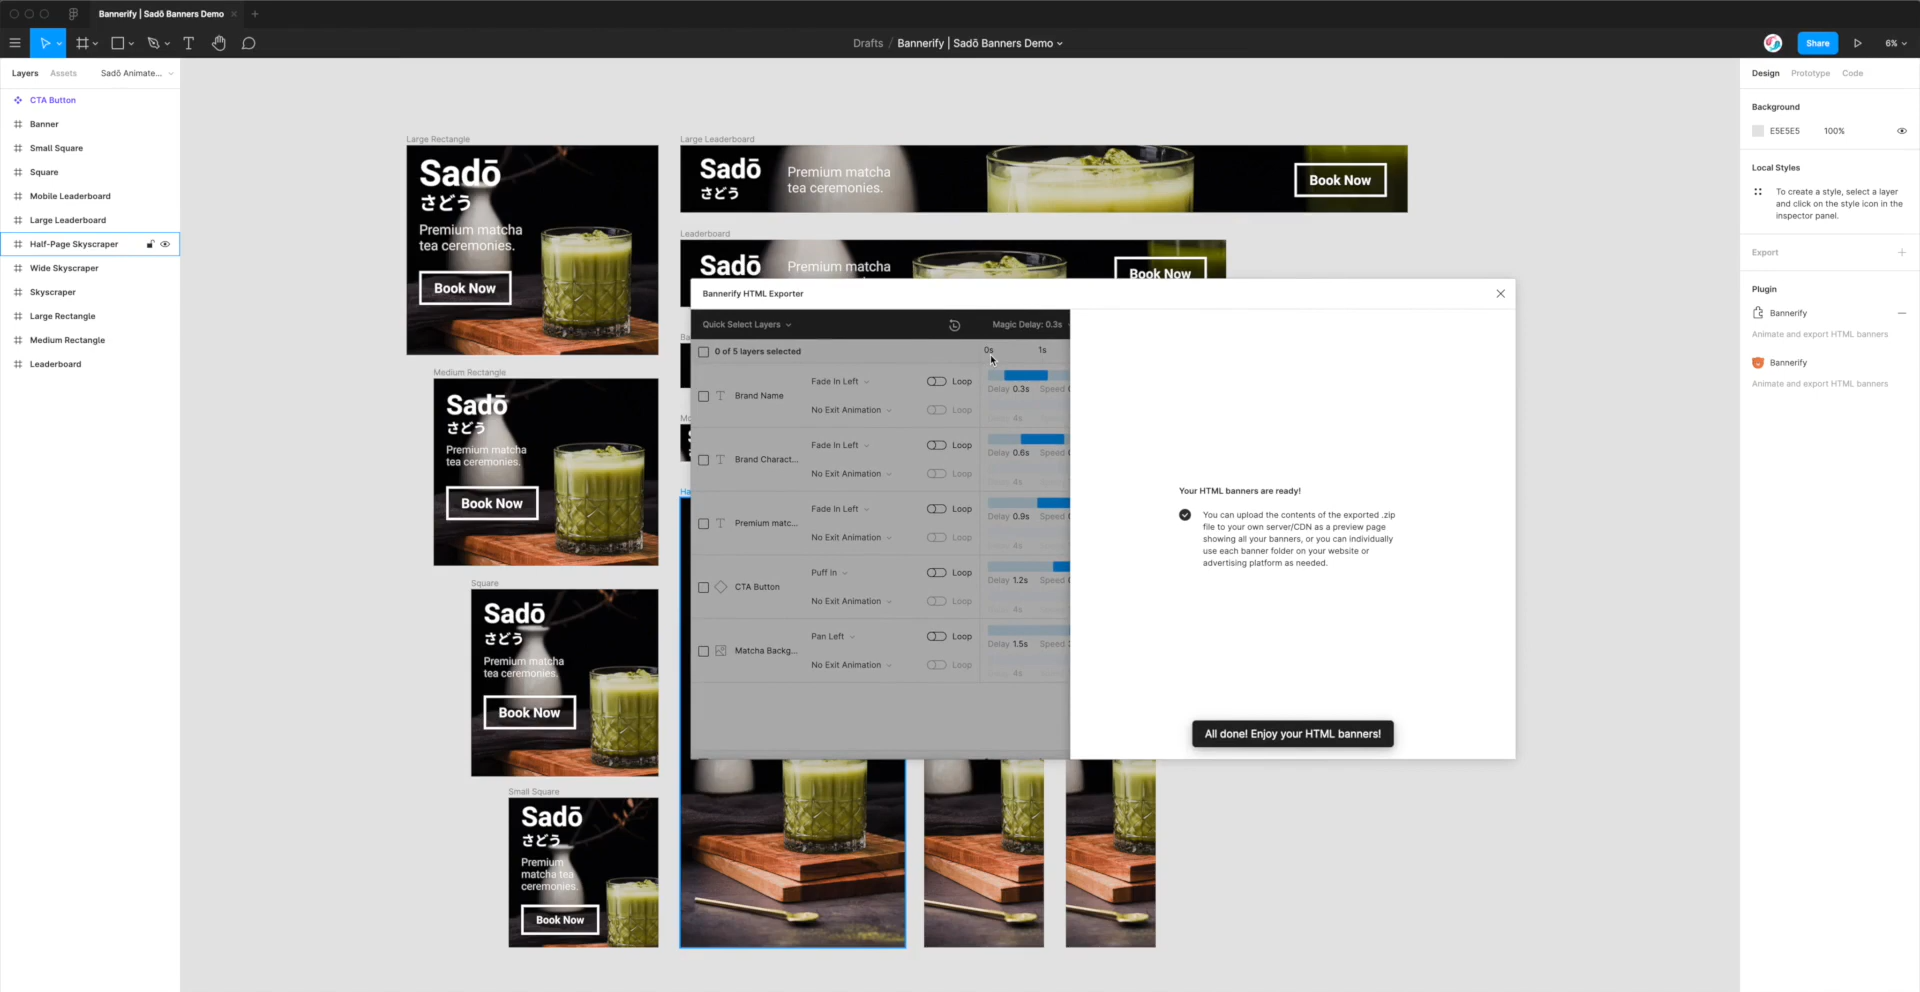 Bannerify | Sadō Banners Demo
Drafts / Bannerify | Sadō Banners Demo
Share
6%
Layers
Assets
Sadō Animate...
CTA Button
Banner
Small Square
Square
Mobile Leaderboard
Large Leaderboard
Half-Page Skyscraper
Wide Skyscraper
Skyscraper
Large Rectangle
Medium Rectangle
Leaderboard
Large Rectangle
Sadō
さどう
Premium matcha
tea ceremonies.
Book Now
Medium Rectangle
Sadō
さどう
Premium matcha
tea ceremonies.
Book Now
Square
Sadō
さどう
Premium matcha
tea ceremonies.
Book Now
Small Square
Sadō
さどう
Premium
matcha tea
ceremonies.
Book Now
Large Leaderboard
Sadō
さどう
Premium matcha
tea ceremonies.
Book Now
Leaderboard
Sadō
Premium matcha
Book Now
Bannerify HTML Exporter
Quick Select Layers
Magic Delay: 0.3s
0 of 5 layers selected
0s
1s
Brand Name
Fade In Left
Loop
Delay 0.3s Speed
No Exit Animation
Loop
4s
Brand Charact...
Fade In Left
Loop
Delay 0.6s Speed
No Exit Animation
Loop
4s
Premium matc...
Fade In Left
Loop
Delay 0.9s Speed
No Exit Animation
Loop
4s
CTA Button
Puff in
Loop
Delay 1.2s Speed
No Exit Animation
Loop
4s
Matcha Backg...
Pan Left
Loop
Delay 1.5s Speed
No Exit Animation
Loop
4s
Your HTML banners are ready!
You can upload the contents of the exported .zip
file to your own server/CDN as a preview page
showing all your banners, or you can individually
use each banner folder on your website or
advertising platform as needed.
All done! Enjoy your HTML banners!
Design
Prototype
Code
Background
E5E5E5
100%
Local Styles
To create a style, select a layer
and click on the style icon in the
inspector panel.
Export
Plugin
Bannerify
Animate and export HTML banners
Bannerify
Animate and export HTML banners